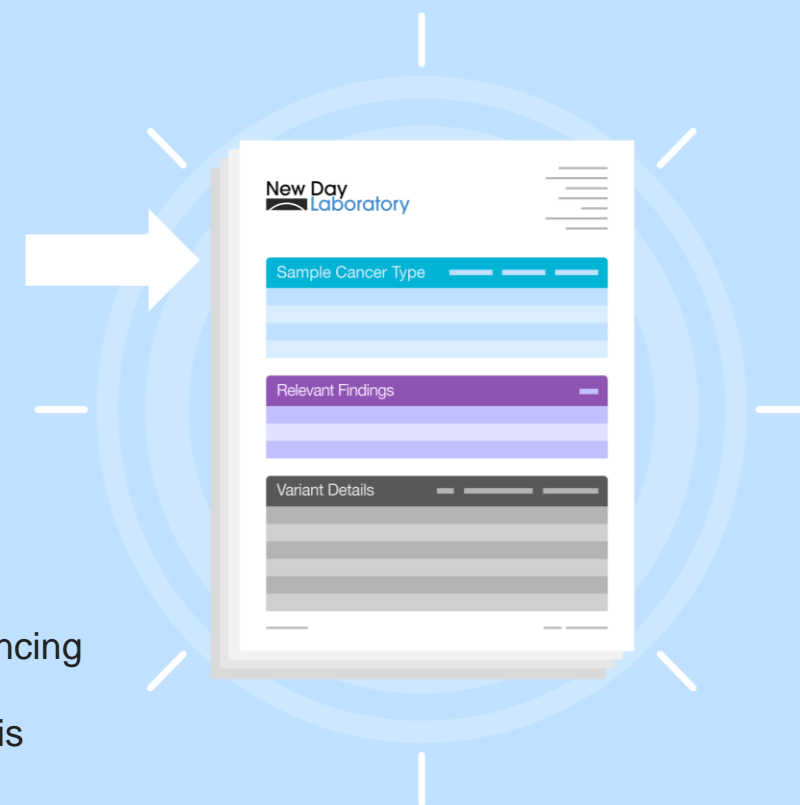 New Day
Laboratory
Sample Cancer Type
Relevant Findings
Variant Details
ncing
is